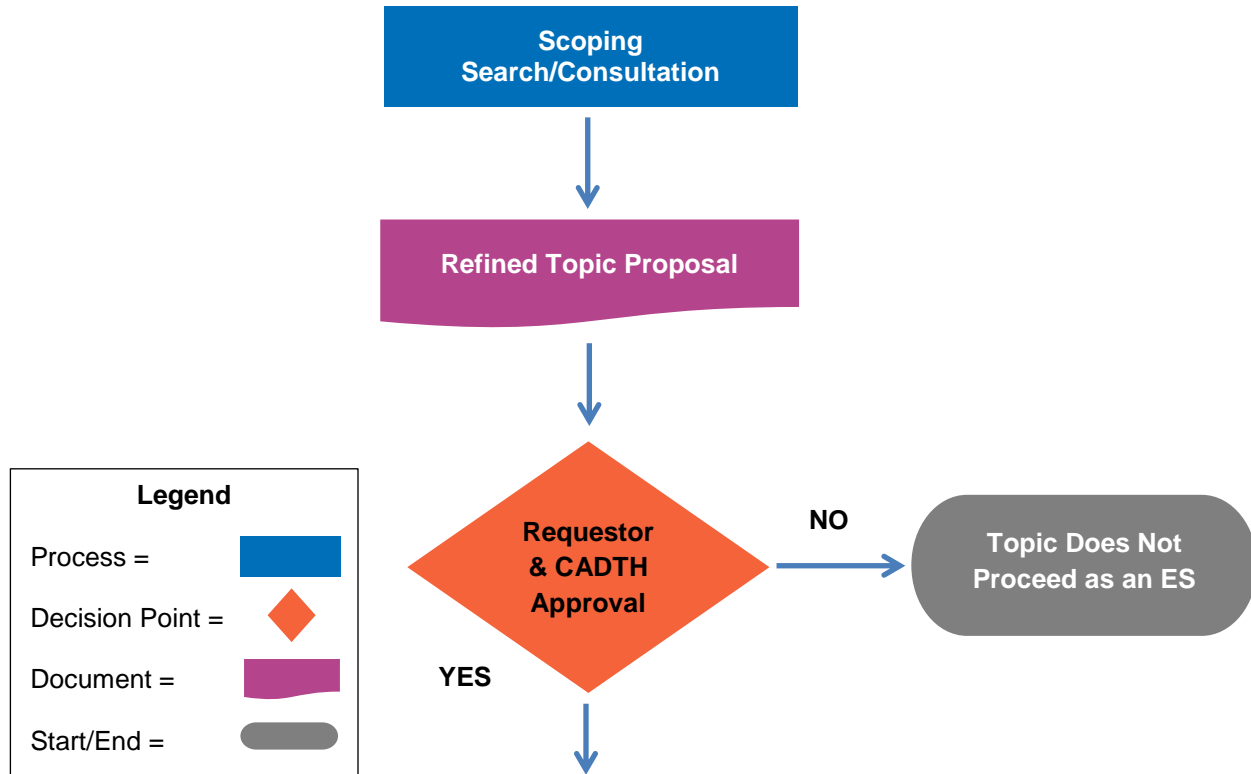 Scoping
Search/Consultation
Refined Topic Proposal
Requestor
& CADTH
Approval
NO
Topic Does Not
Proceed as an ES
YES
Legend
Process =
Decision Point =
Document =
Start/End =